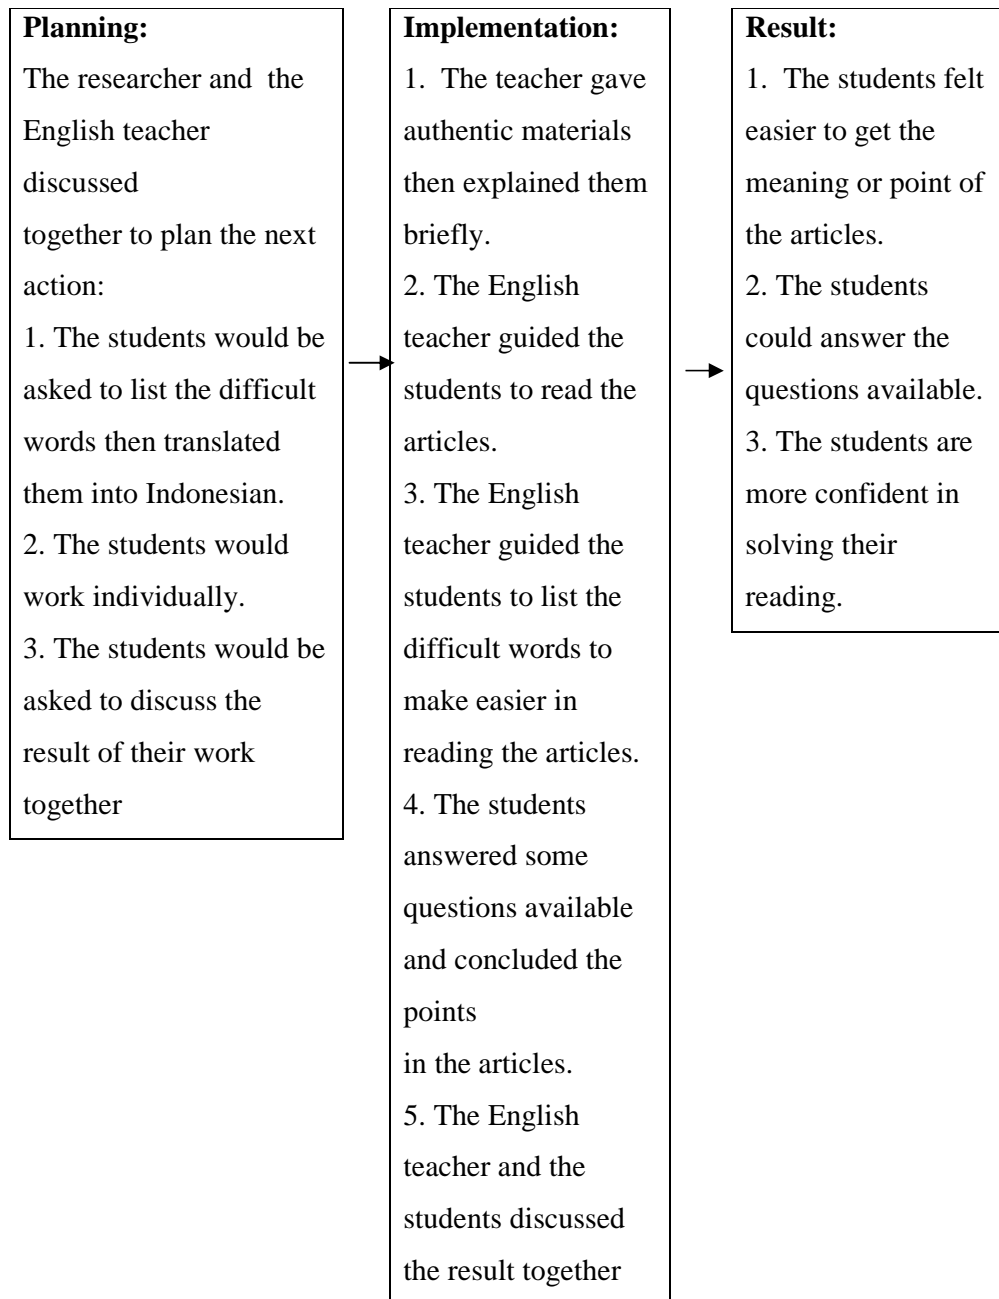 Planning:
The researcher and the
English teacher
discussed
together to plan the next
action:
1. The students would be
asked to list the difficult
words then translated
them into Indonesian.
2. The students would
work individually.
3. The students would be
asked to discuss the
result of their work
together
Implementation:
1. The teacher gave
authentic materials
then explained them
briefly.
2. The English
teacher guided the
students to read the
articles.
3. The English
teacher guided the
students to list the
difficult words to
make easier in
reading the articles.
4. The students
answered some
questions available
and concluded the
points
in the articles.
5. The English
teacher and the
students discussed
the result together
Result:
1. The students felt
easier to get the
meaning or point of
the articles.
2. The students
could answer the
questions available.
3. The students are
more confident in
solving their
reading.